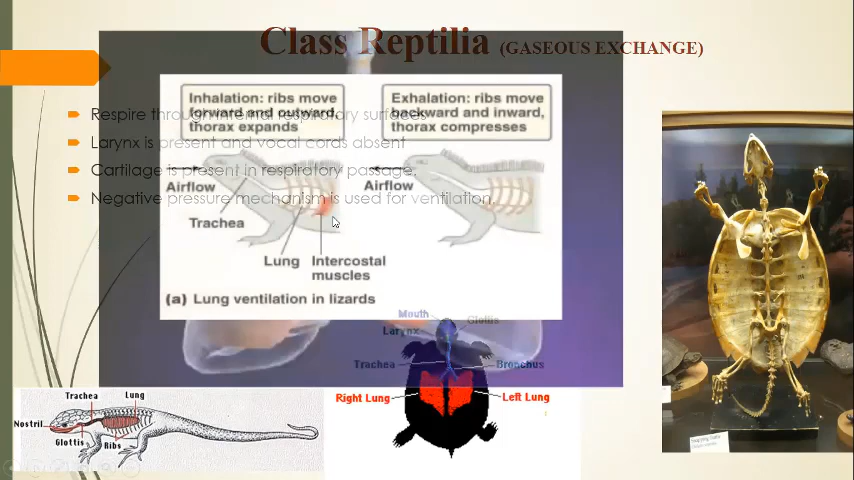 Class Reptilia (GASEOUS EXCHANGE)
Respire through internal respiratory surfaces
Larynx is present and vocal cords absent
Cartilage is present in respiratory passage.
Negative pressure mechanism is used for ventilation.
Inhalation: ribs move
forward and outward,
thorax expands
Exhalation: ribs move
backward and inward,
thorax compresses
Airflow
Trachea
Lung
Intercostal
muscles
Airflow
(a) Lung ventilation in lizards
Mouth
Glottis
Larynx
Trachea
Bronchus
Right Lung
Left Lung
Trachea
Lung
Nostril
Glottis
Ribs